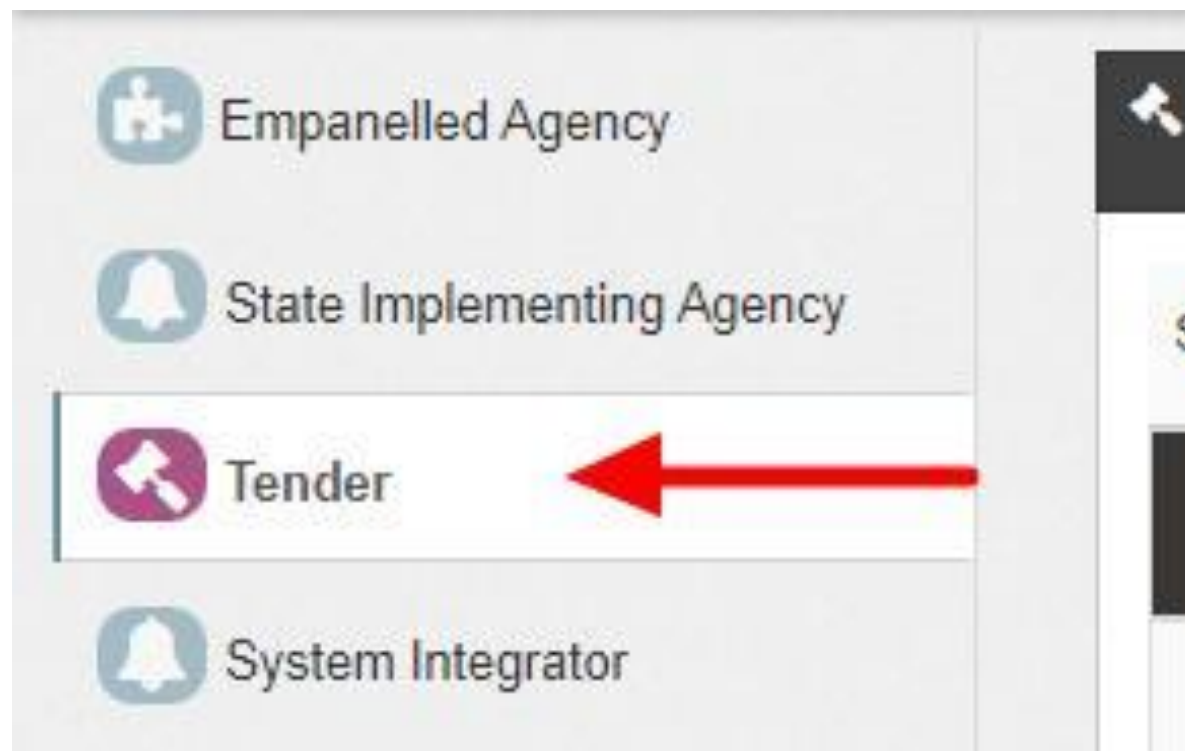 Empanelled Agency
State Implementing Agency
Tender
System Integrator